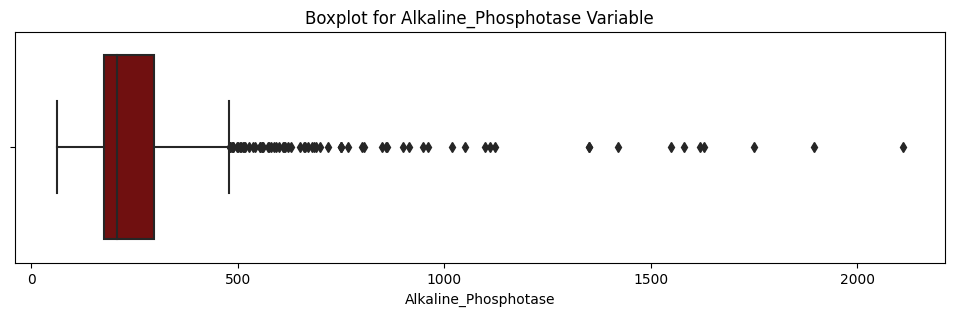 Boxplot for Alkaline_Phosphotase Variable
0 500 1000 1500 2000
Alkaline_Phosphotase